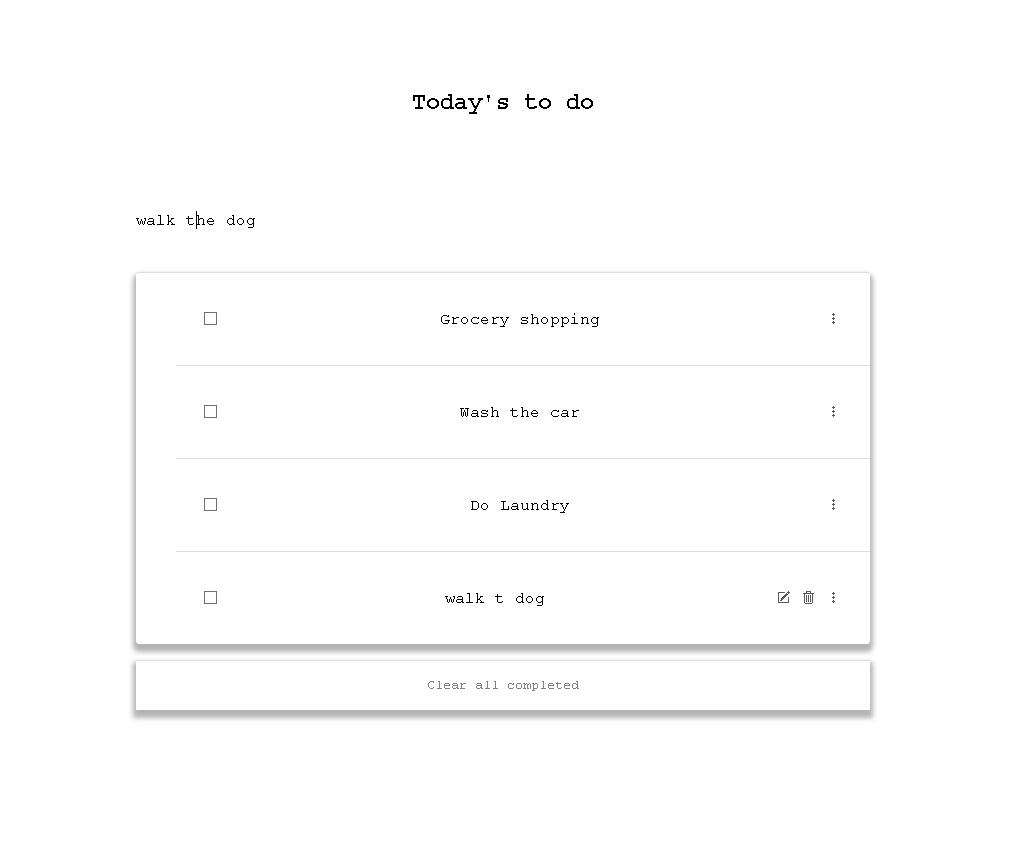 Today's to do
walk the dog
Grocery shopping
Wash the car
Do Laundry
walk t dog
Clear all completed